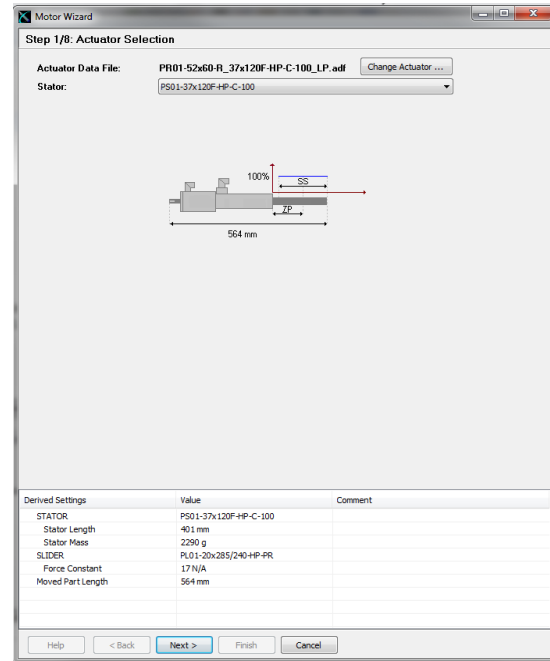 Motor Wizard
Step 1/8: Actuator Selection
Actuator Data File: PR01-52x60-R_37x120F-HP-C-100_LP.adf Change Actuator ...
Stator: PS01-37x120F-HP-C-100
100%
SS
ZP
564 mm
Derived Settings Value Comment
STATOR PS01-37x120F-HP-C-100
Stator Length 401 mm
Stator Mass 2290 g
SLIDER PL01-20x285/240-HP-PR
Force Constant 17 N/A
Moved Part Length 564 mm
Help < Back Next > Finish Cancel